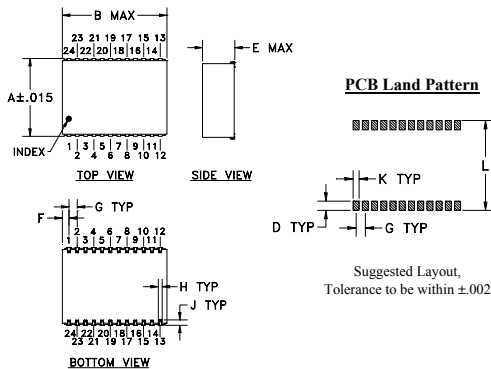 B MAX
23 21 19 17 15 13
24 22 20 18 16 14
E MAX
A±.015
INDEX
1 3 5 7 9 11
2 4 6 8 10 12
TOP VIEW
SIDE VIEW
PCB Land Pattern
L
K TYP
D TYP
G TYP
Suggested Layout,
Tolerance to be within ±.002
F
G TYP
2 4 6 8 10 12
1 3 5 7 9 11
H TYP
J TYP
24 22 20 18 16 14
23 21 19 17 15 13
BOTTOM VIEW